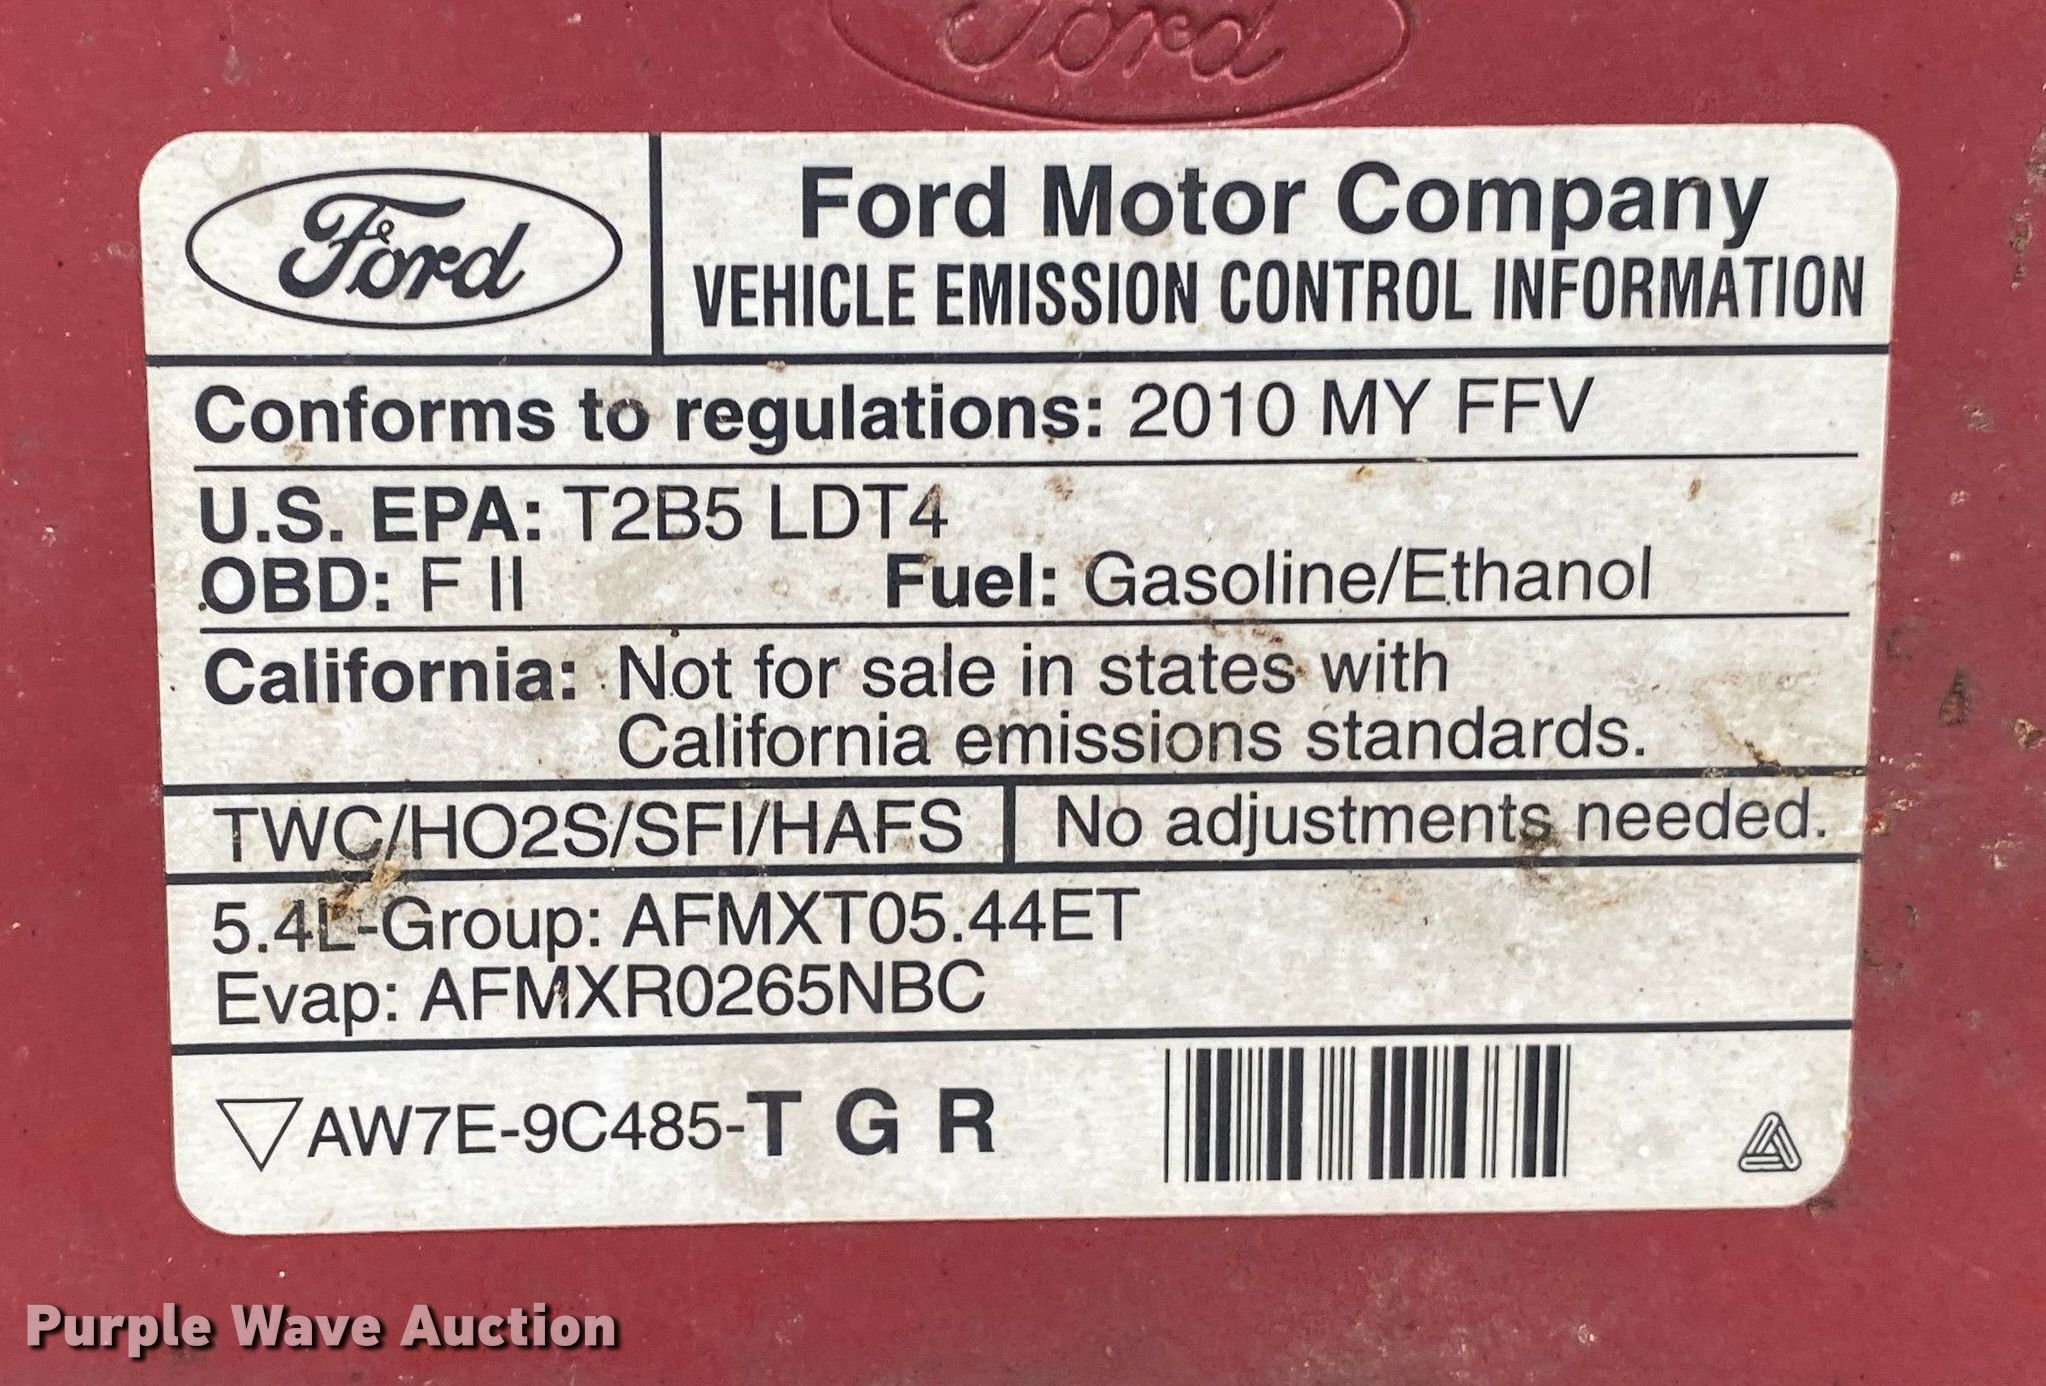 Ford
Ford
Ford Motor Company
VEHICLE EMISSION CONTROL INFORMATION
Conforms to regulations: 2010 MY FFV
U.S. EPA: T2B5 LDT4
OBD: F II Fuel: Gasoline/Ethanol
California: Not for sale in states with
California emissions standards.
TWC/HO2S/SFI/HAFS No adjustments needed.
5.4L-Group: AFMXT05.44ET
Evap: AFMXR0265NBC
AW7E-9C485-T G R
Purple Wave Auction